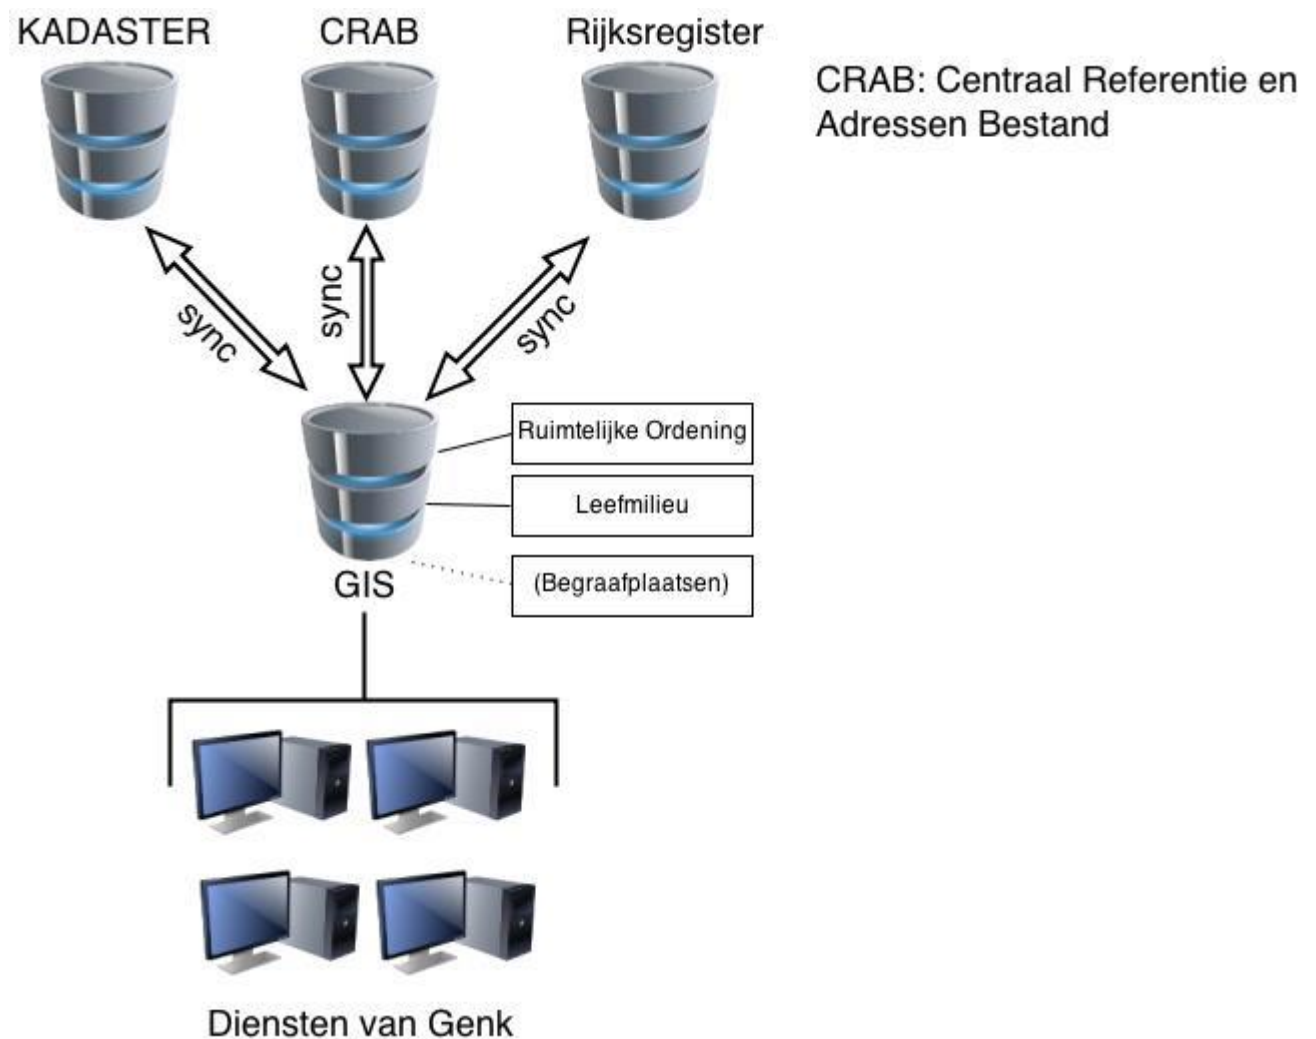 KADASTER
CRAB
Rijksregister
CRAB: Centraal Referentie en
Adressen Bestand
sync
sync
sync
Ruimtelijke Ordening
Leefmilieu
(Begraafplaatsen)
GIS
Diensten van Genk